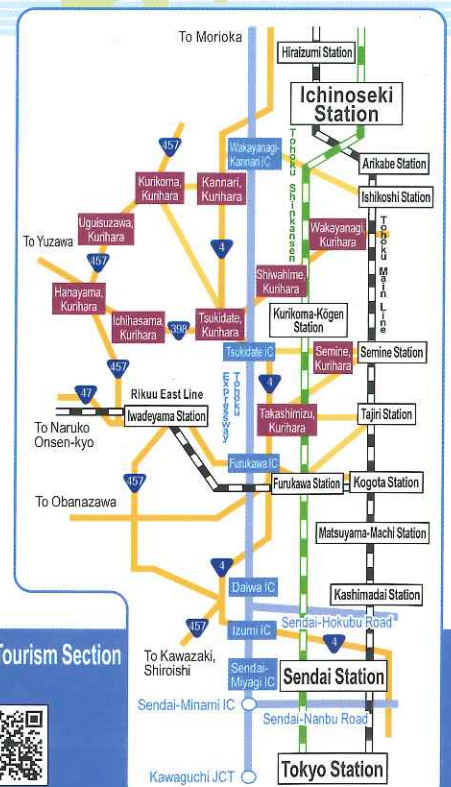 To Morioka
Hiraizumi Station
Ichinoseki
Station
457
Wakayanagi-
Kannari IC
Tohoku Shinkansen
Arikabe Station
Kurikoma,
Kurihara
Kannari,
Kurihara
Ishikoshi Station
Uguisuzawa,
Kurihara
Wakayanagi,
Kurihara
Tohoku Main Line
To Yuzawa
457
4
Shiwahime,
Kurihara
Hanayama,
Kurihara
Ichihasama,
Kurihara
398
Tsukidate,
Kurihara
Kurikoma-Kōgen
Station
Tsukidate IC
Semine,
Kurihara
Semine Station
457
Tohoku
Expressway
4
47
Rikuu East Line
Iwadeyama Station
Takashimizu,
Kurihara
Tajiri Station
To Naruko
Onsen-kyo
Furukawa IC
457
Furukawa Station
Kogota Station
To Obanazawa
Matsuyama-Machi Station
4
Daiwa IC
Kashimadai Station
Sendai-Hokubu Road
457
Izumi IC
4
Tourism Section
To Kawazaki,
Shiroishi
Sendai-
Miyagi IC
Sendai Station
Sendai-Minami IC
Sendai-Nanbu Road
Kawaguchi JCT
Tokyo Station